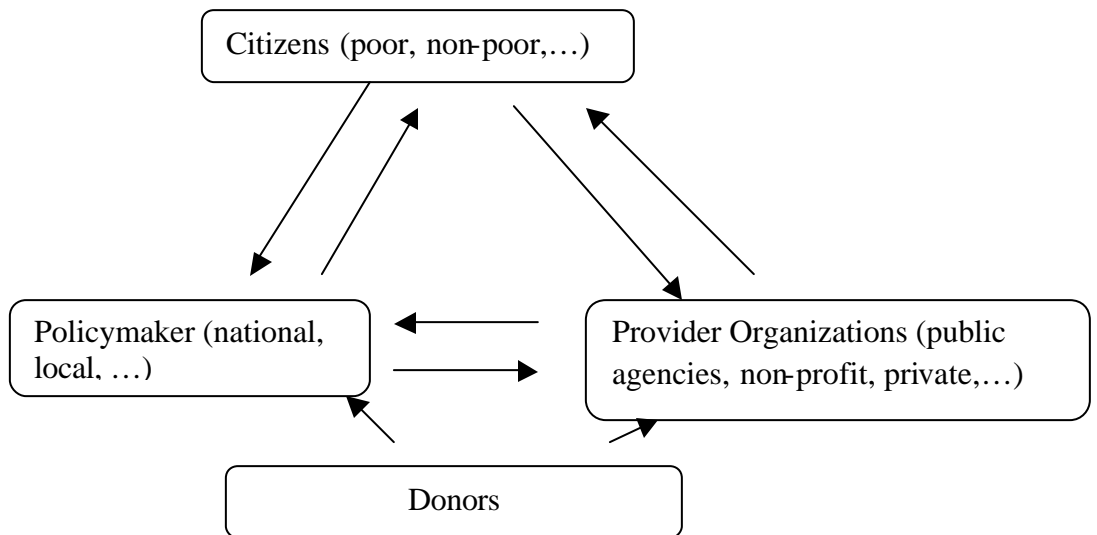 Citizens (poor, non-poor,…)
Policymaker (national,
local, …)
Provider Organizations (public
agencies, non-profit, private,…)
Donors